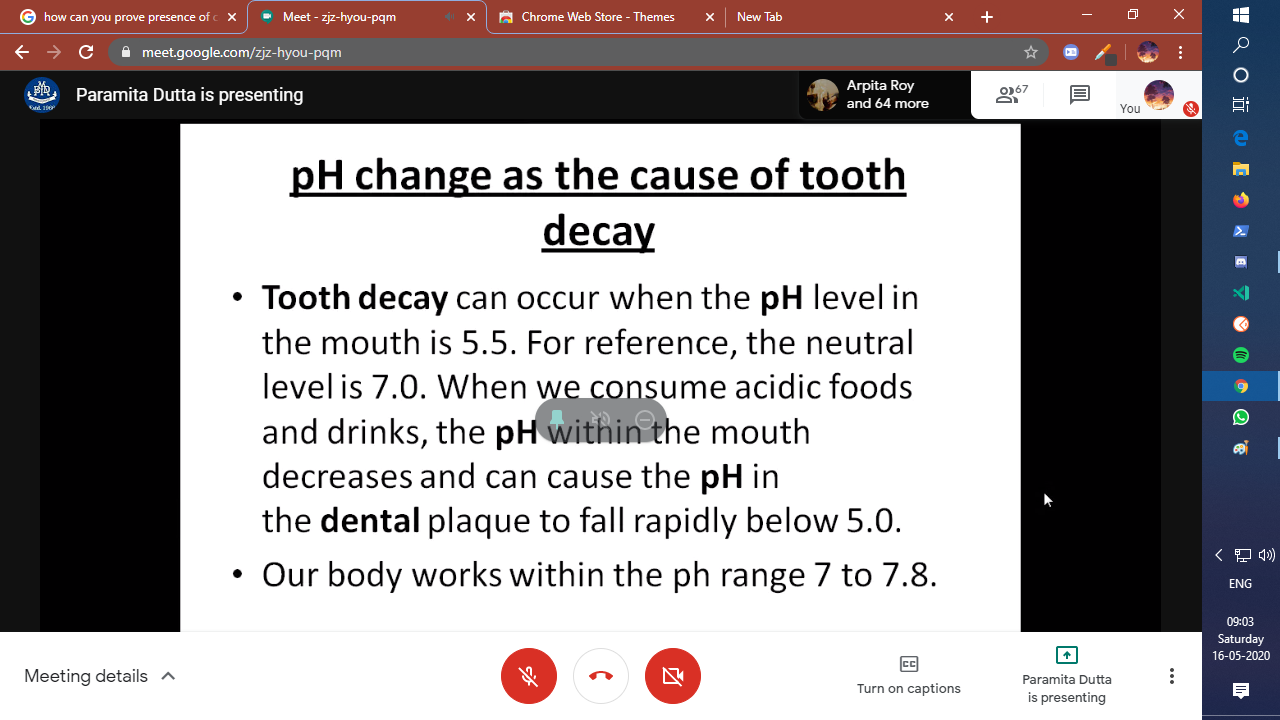 how can you prove presence of c
Meet - zjz-hyou-pqm
Chrome Web Store - Themes
New Tab
meet.google.com/zjz-hyou-pqm
Paramita Dutta is presenting
Arpita Roy
and 64 more
67
You
pH change as the cause of tooth
decay
• Tooth decay can occur when the pH level in
the mouth is 5.5. For reference, the neutral
level is 7.0. When we consume acidic foods
and drinks, the pH within the mouth
decreases and can cause the pH in
the dental plaque to fall rapidly below 5.0.
• Our body works within the ph range 7 to 7.8.
Meeting details
CC
Turn on captions
Paramita Dutta
is presenting
ENG
09:03
Saturday
16-05-2020